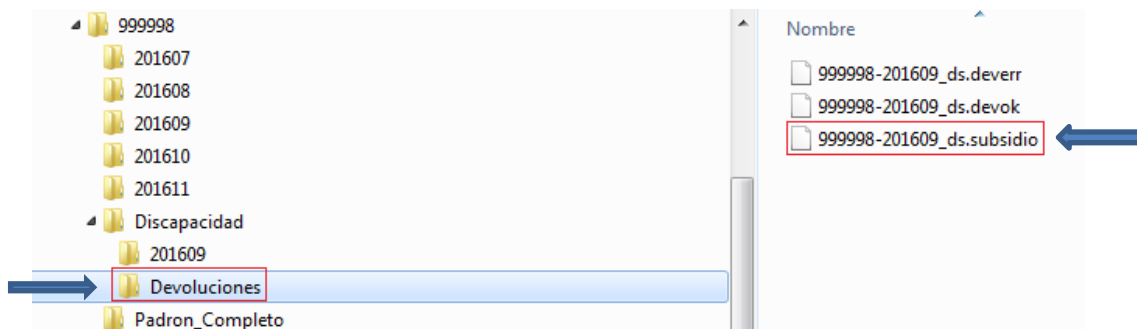 999998
201607
201608
201609
201610
201611
Discapacidad
201609
Devoluciones
Padron_Completo
Nombre
999998-201609_ds.deverr
999998-201609_ds.devok
999998-201609_ds.subsidio